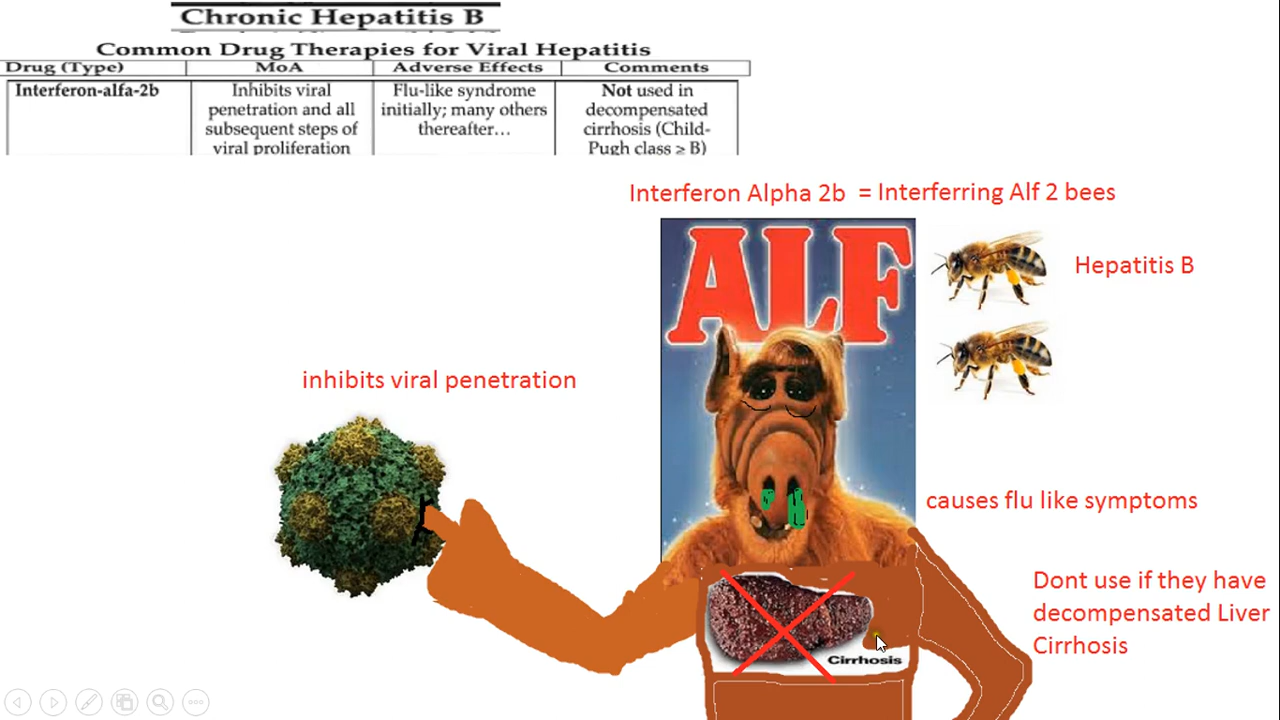 Chronic Hepatitis B
Common Drug Therapies for Viral Hepatitis
Drug (Type) MoA Adverse Effects Comments
Interferon-alfa-2b Inhibits viral Flu-like syndrome Not used in
penetration and all initially; many others decompensated
subsequent steps of thereafter... cirrhosis (Child-
viral proliferation Pugh class ≥ B)
Interferon Alpha 2b = Interferring Alf 2 bees
ALF
Hepatitis B
inhibits viral penetration
causes flu like symptoms
Dont use if they have
decompensated Liver
Cirrhosis
Cirrhosis